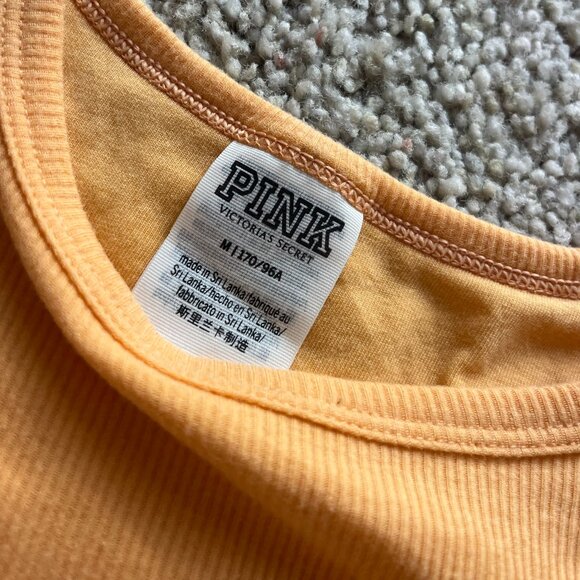 PINK
VICTORIA'S SECRET
M | 170/96A
made in Sri Lanka/fabriqué au
Sri Lanka/hecho en Sri Lanka/
fabbricato in Sri Lanka/
斯里兰卡制造